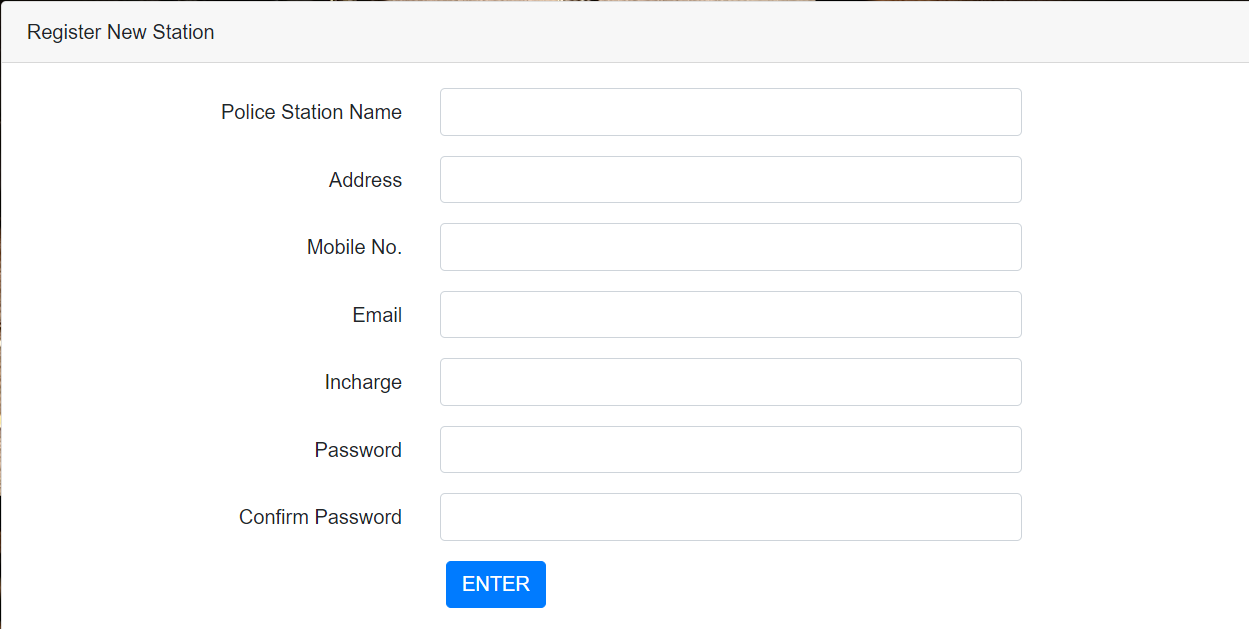 Register New Station
Police Station Name
Address
Mobile No.
Email
Incharge
Password
Confirm Password
ENTER